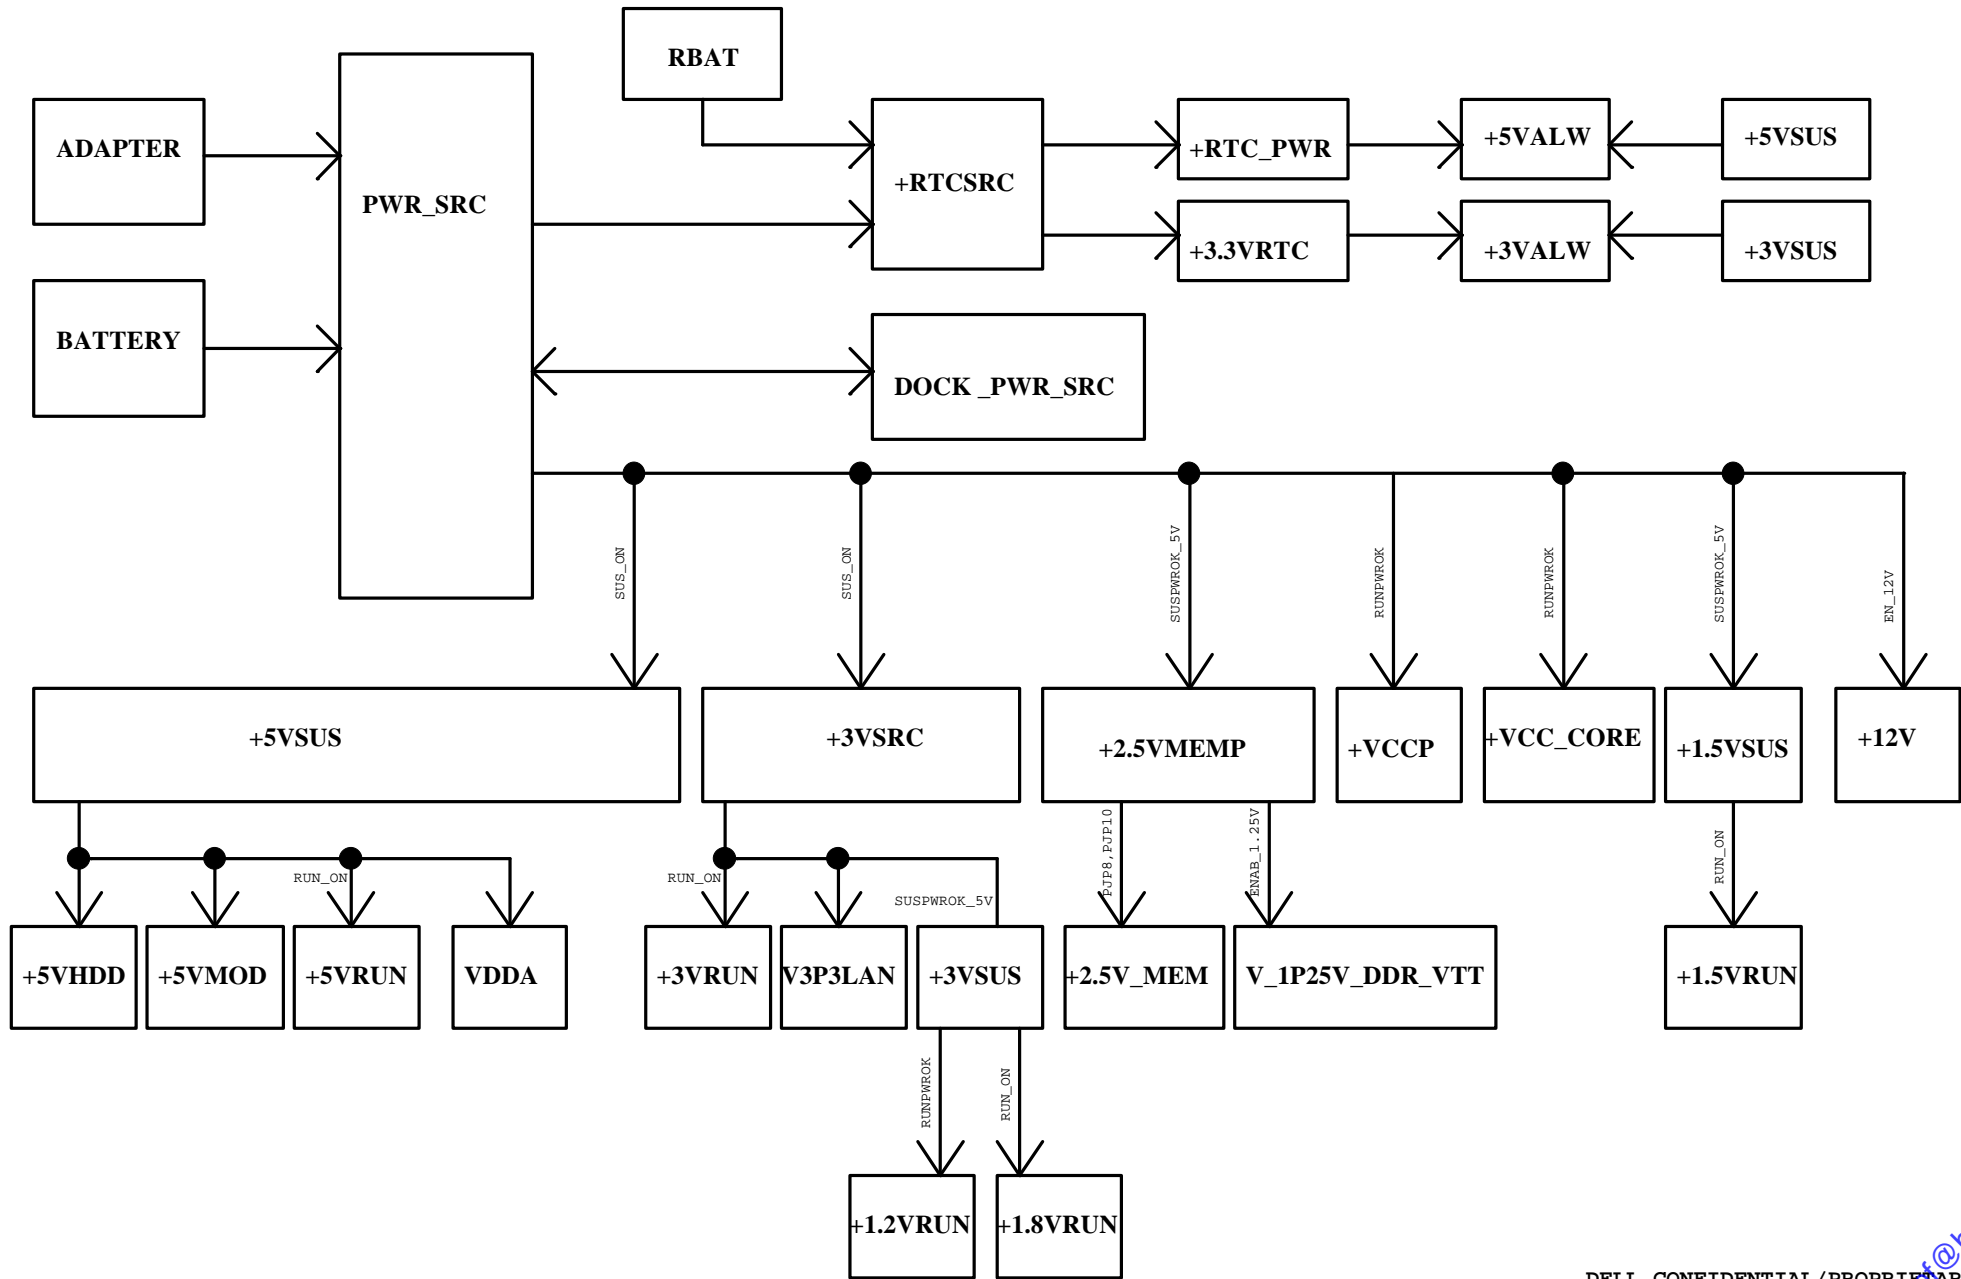 RBAT
ADAPTER
PWR_SRC
+RTCSRC
+RTC_PWR
+5VALW
+5VSUS
+3.3VRTC
+3VALW
+3VSUS
BATTERY
DOCK _PWR_SRC
SUS_ON
SUS_ON
SUSPWROK_5V
RUNPWROK
RUNPWROK
SUSPWROK_5V
EN_12V
+5VSUS
+3VSRC
+2.5VMEMP
+VCCP
+VCC_CORE
+1.5VSUS
+12V
RUN_ON
RUN_ON
SUSPWROK_5V
PJP8,PJP10
ENAB_1.25V
RUN_ON
+5VHDD
+5VMOD
+5VRUN
VDDA
+3VRUN
V3P3LAN
+3VSUS
+2.5V_MEM
V_1P25V_DDR_VTT
+1.5VRUN
RUNPWROK
RUN_ON
+1.2VRUN
+1.8VRUN
DELL CONFIDENTIAL/